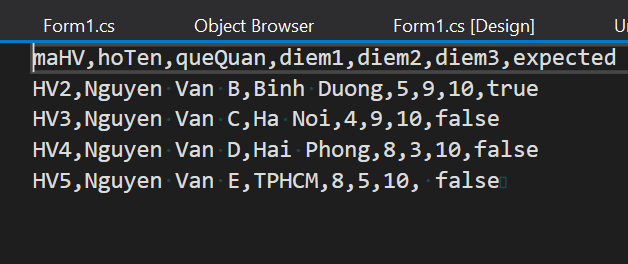 Form1.cs Object Browser Form1.cs [Design]
maHV,hoTen,queQuan,diem1,diem2,diem3,expected
HV2,Nguyen Van B,Binh Duong,5,9,10,true
HV3,Nguyen Van C,Ha Noi,4,9,10,false
HV4,Nguyen Van D,Hai Phong,8,3,10,false
HV5,Nguyen Van E,TPHCM,8,5,10, false